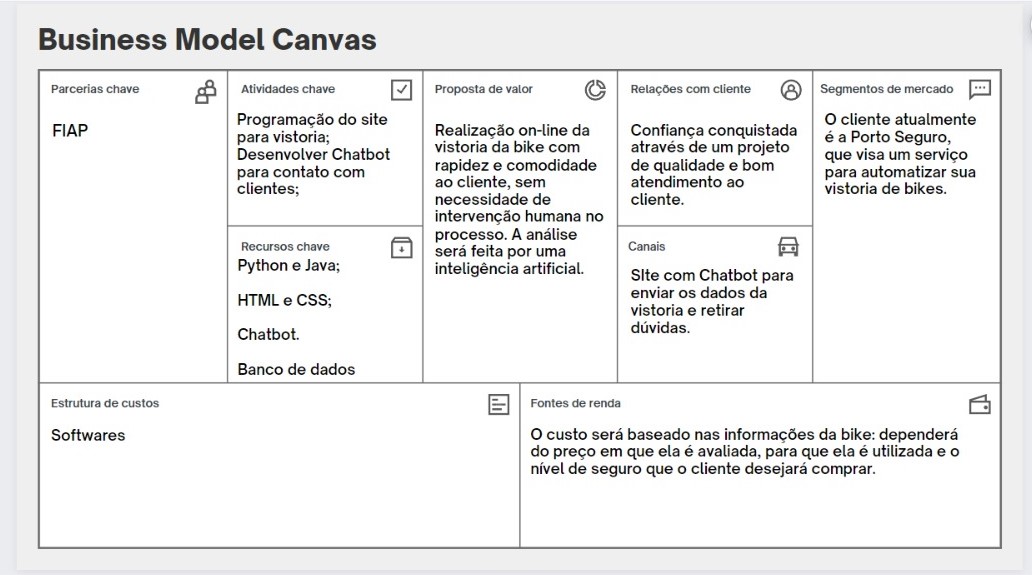 Business Model Canvas
Parcerias chave
FIAP
Atividades chave
Programação do site
para vistoria;
Desenvolver Chatbot
para contato com
clientes;
Recursos chave
Python e Java;
HTML e CSS;
Chatbot.
Banco de dados
Proposta de valor
Realização on-line da
vistoria da bike com
rapidez e comodidade
ao cliente, sem
necessidade de
intervenção humana no
processo. A análise
será feita por uma
inteligência artificial.
Relações com cliente
Confiança conquistada
através de um projeto
de qualidade e bom
atendimento ao
cliente.
Canais
SIte com Chatbot para
enviar os dados da
vistoria e retirar
dúvidas.
Segmentos de mercado
O cliente atualmente
é a Porto Seguro,
que visa um serviço
para automatizar sua
vistoria de bikes.
Estrutura de custos
Softwares
Fontes de renda
O custo será baseado nas informações da bike: dependerá
do preço em que ela é avaliada, para que ela é utilizada e o
nível de seguro que o cliente desejará comprar.